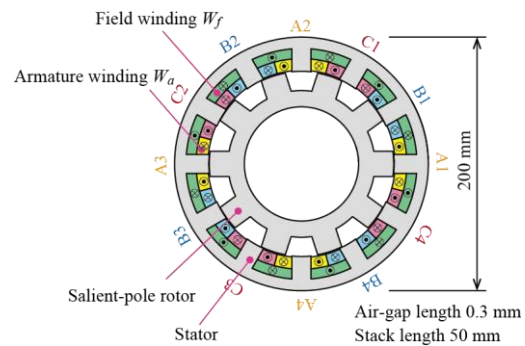 Field winding Wf
Armature winding Wa
A2
C1
B1
A1
C4
B4
A4
C3
B3
A3
C2
B2
200 mm
Salient-pole rotor
Stator
Air-gap length 0.3 mm
Stack length 50 mm